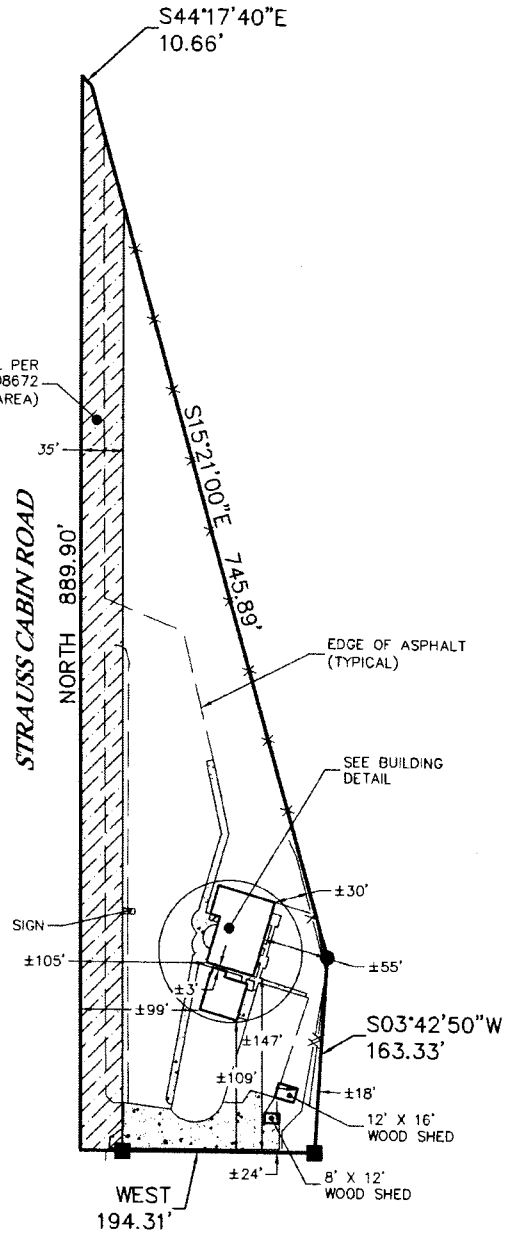 S44°17'40"E
10.66'
PER
08672
AREA)
35'
STRAUSS CABIN ROAD
NORTH 889.90'
S15°21'00"E 745.89'
EDGE OF ASPHALT
(TYPICAL)
SEE BUILDING
DETAIL
±30'
SIGN
±105'
±3'
±55'
±99'
S03°42'50"W
163.33'
±147'
±109'
±18'
12' X 16'
WOOD SHED
±24'
8' X 12'
WOOD SHED
WEST
194.31'